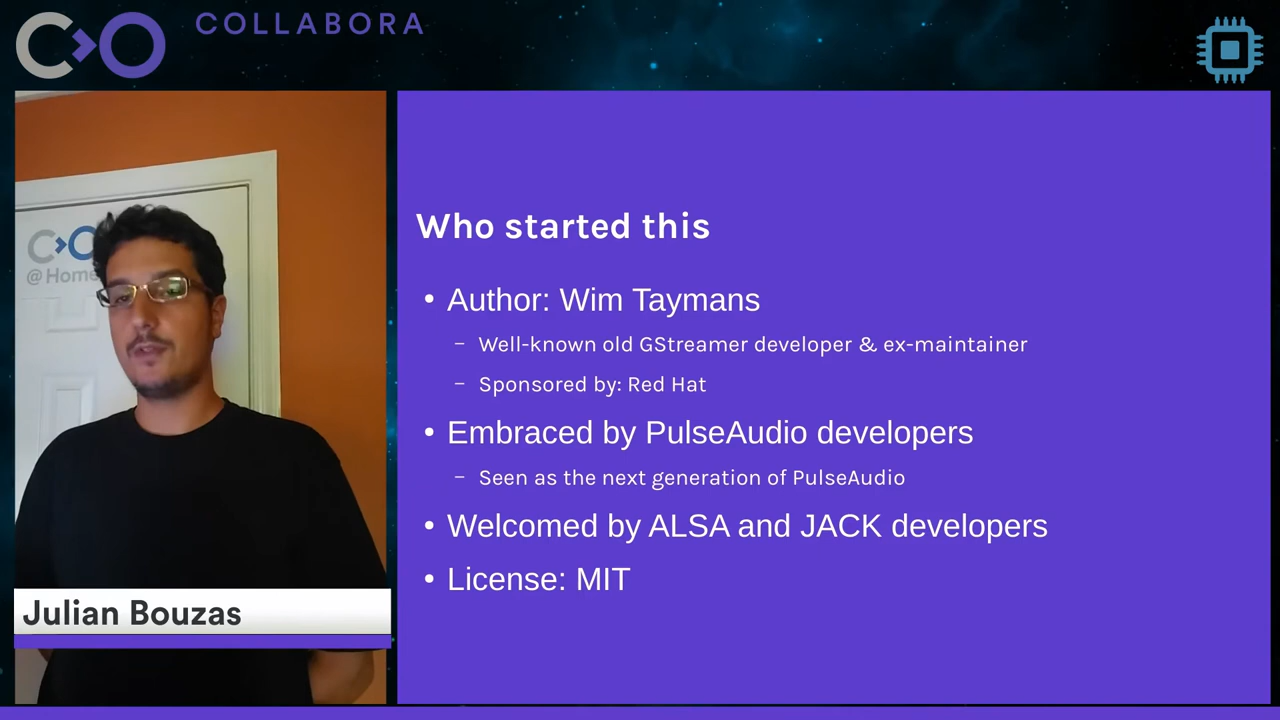 COLLABORA
@Home
Julian Bouzas
Who started this
• Author: Wim Taymans
– Well-known old GStreamer developer & ex-maintainer
– Sponsored by: Red Hat
• Embraced by PulseAudio developers
– Seen as the next generation of PulseAudio
• Welcomed by ALSA and JACK developers
• License: MIT